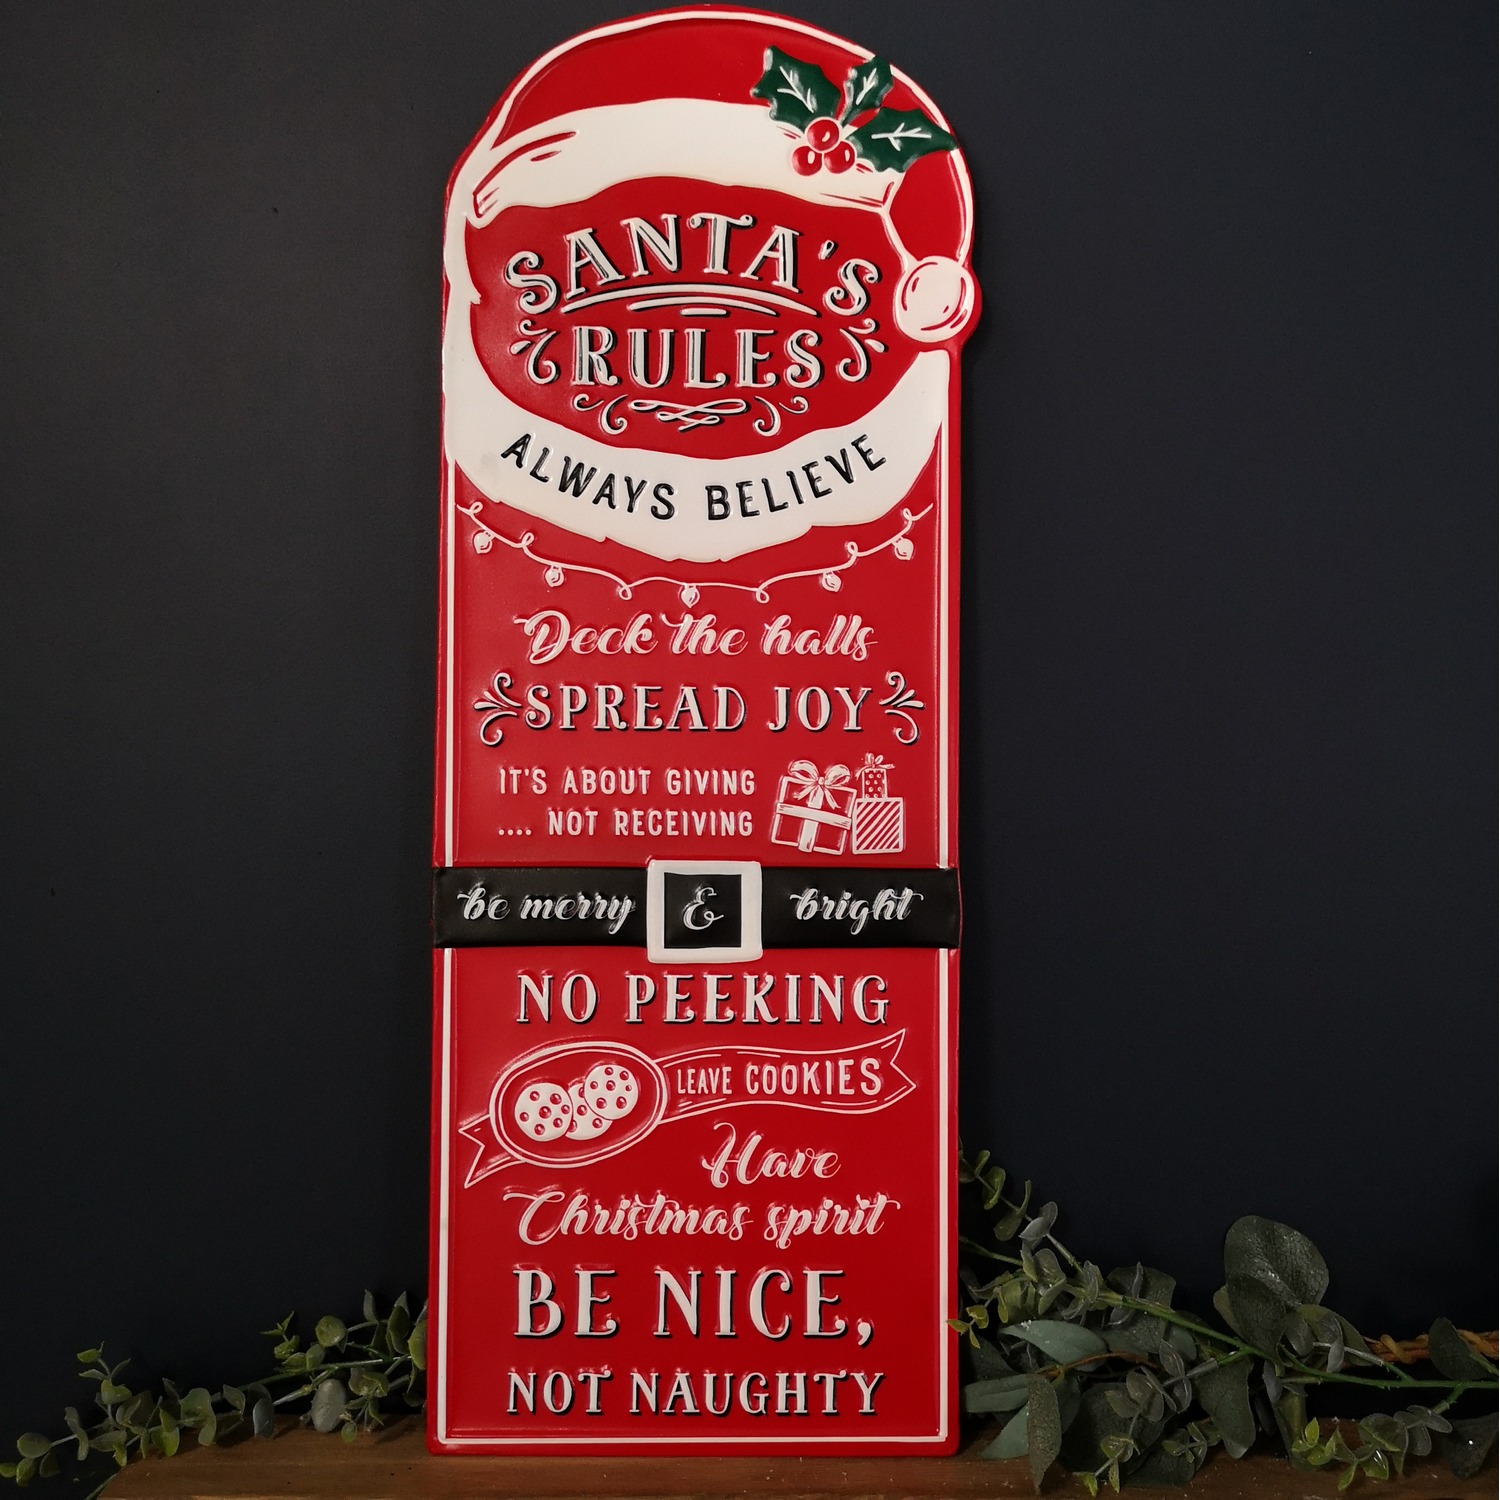 SANTA'S
RULES
ALWAYS BELIEVE
Deck the halls
SPREAD JOY
IT'S ABOUT GIVING
.... NOT RECEIVING
be merry & bright
NO PEEKING
LEAVE COOKIES
Have
Christmas spirit
BE NICE,
NOT NAUGHTY